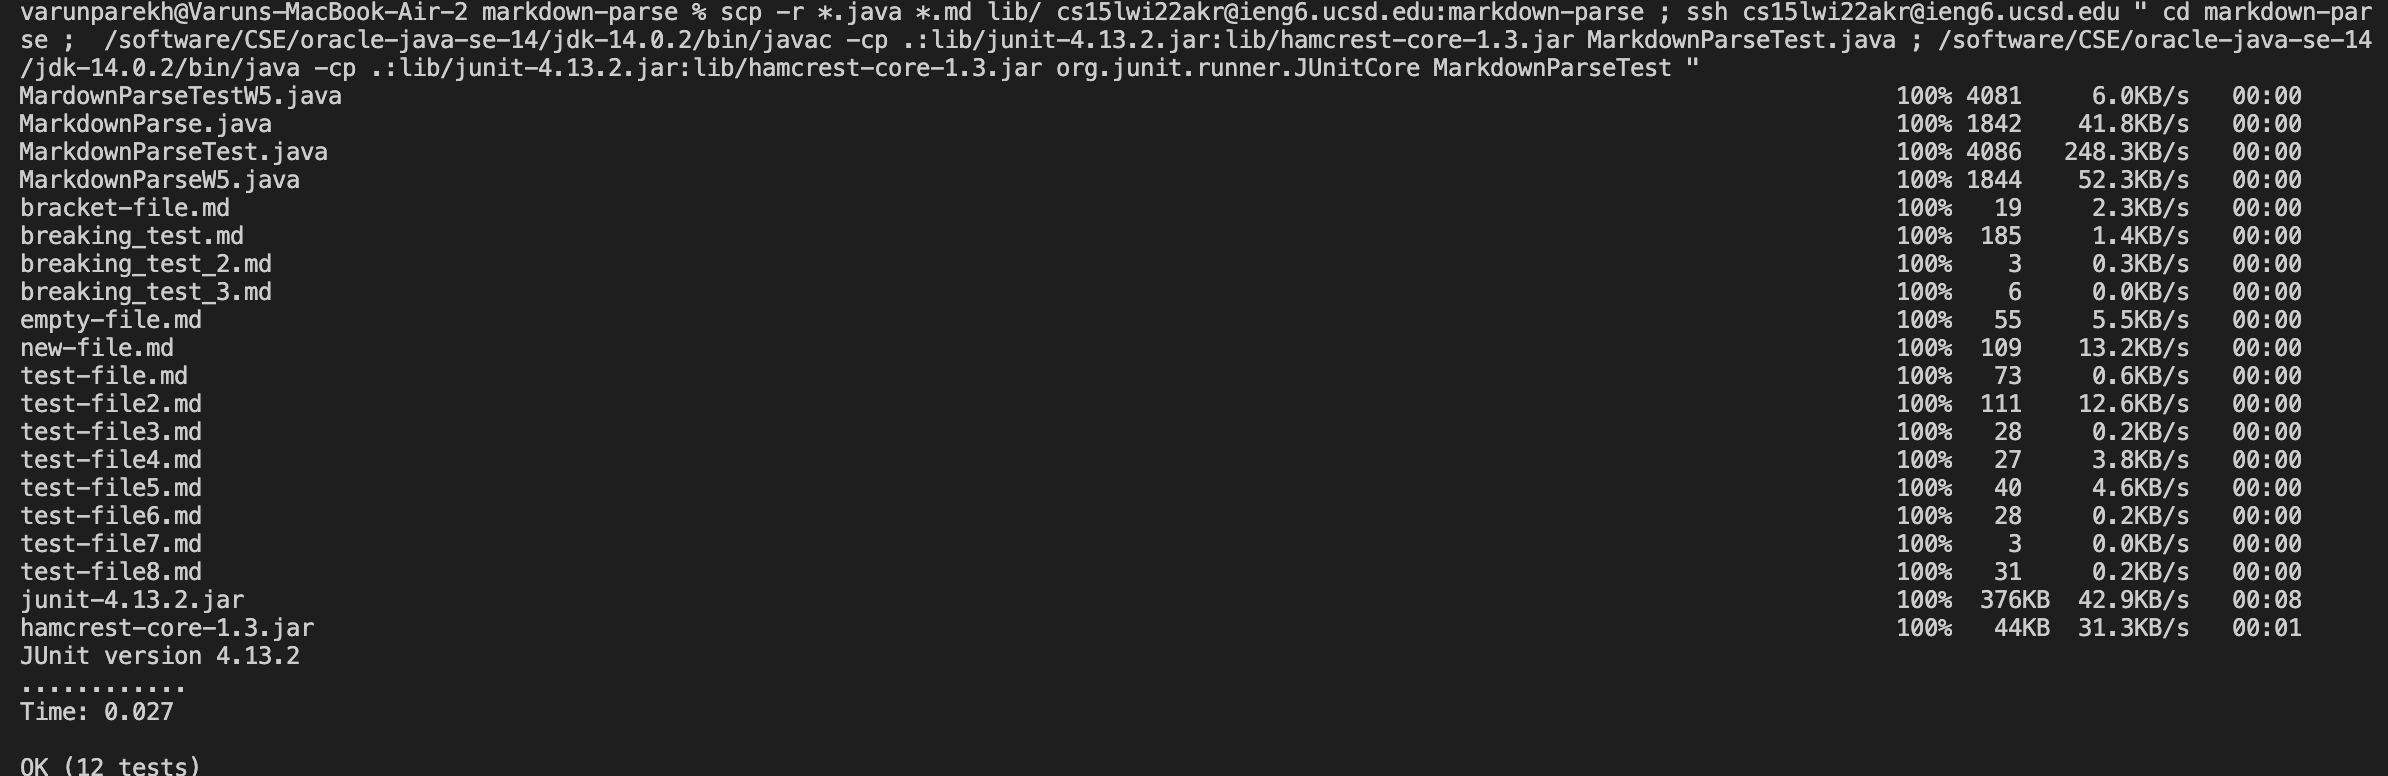 varunparekh@Varuns-MacBook-Air-2 markdown-parse % scp -r *.java *.md lib/ cs15lwi22akr@ieng6.ucsd.edu:markdown-parse ; ssh cs15lwi22akr@ieng6.ucsd.edu " cd markdown-par
se ;  /software/CSE/oracle-java-se-14/jdk-14.0.2/bin/javac -cp .:lib/junit-4.13.2.jar:lib/hamcrest-core-1.3.jar MarkdownParseTest.java ; /software/CSE/oracle-java-se-14
/jdk-14.0.2/bin/java -cp .:lib/junit-4.13.2.jar:lib/hamcrest-core-1.3.jar org.junit.runner.JUnitCore MarkdownParseTest "
MardownParseTestW5.java 100% 4081 6.0KB/s 00:00
MarkdownParse.java 100% 1842 41.8KB/s 00:00
MarkdownParseTest.java 100% 4086 248.3KB/s 00:00
MarkdownParseW5.java 100% 1844 52.3KB/s 00:00
bracket-file.md 100% 19 2.3KB/s 00:00
breaking_test.md 100% 185 1.4KB/s 00:00
breaking_test_2.md 100% 3 0.3KB/s 00:00
breaking_test_3.md 100% 6 0.0KB/s 00:00
empty-file.md 100% 55 5.5KB/s 00:00
new-file.md 100% 109 13.2KB/s 00:00
test-file.md 100% 73 0.6KB/s 00:00
test-file2.md 100% 111 12.6KB/s 00:00
test-file3.md 100% 28 0.2KB/s 00:00
test-file4.md 100% 27 3.8KB/s 00:00
test-file5.md 100% 40 4.6KB/s 00:00
test-file6.md 100% 28 0.2KB/s 00:00
test-file7.md 100% 3 0.0KB/s 00:00
test-file8.md 100% 31 0.2KB/s 00:00
junit-4.13.2.jar 100% 376KB 42.9KB/s 00:08
hamcrest-core-1.3.jar 100% 44KB 31.3KB/s 00:01
JUnit version 4.13.2
............
Time: 0.027
OK (12 tests)